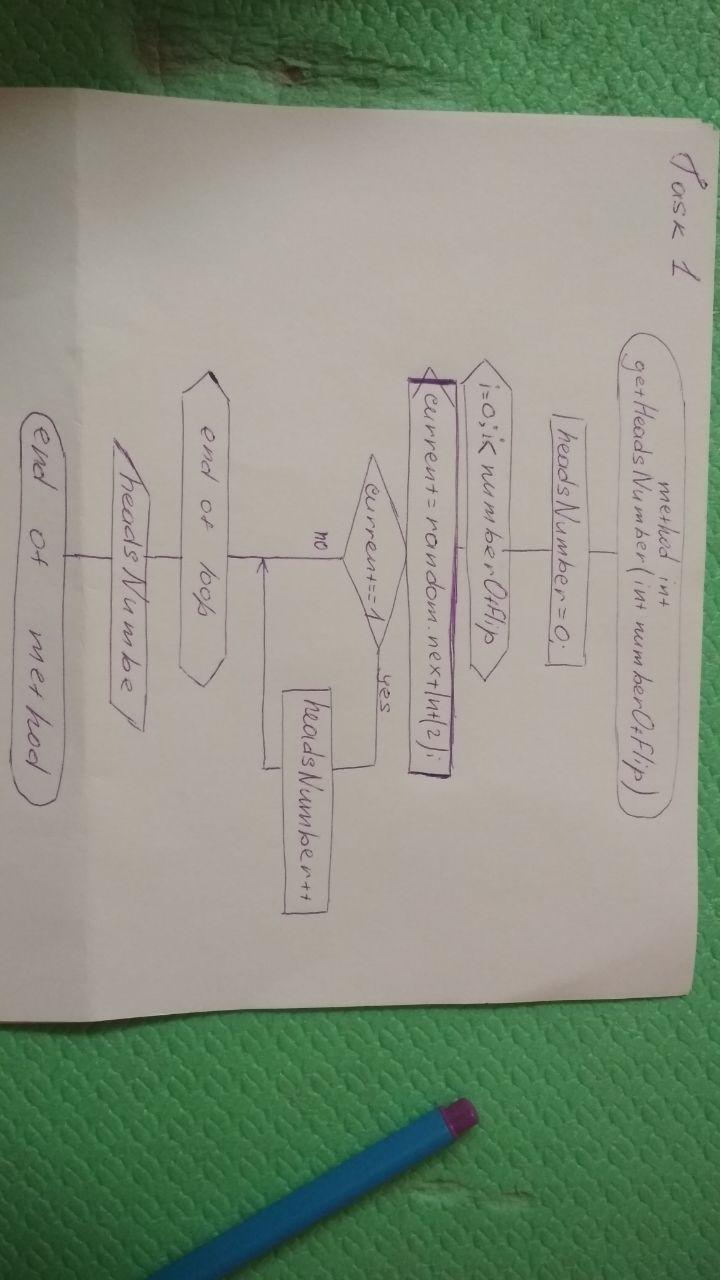 Task 1
method int
getHeadsNumber(int numberOfFlip)
headsNumber=0;
i=0; i< numberOfFlip
current=random.nextInt(2);
current==1
yes
no
headsNumber++
end of loop
headsNumbe
end of method